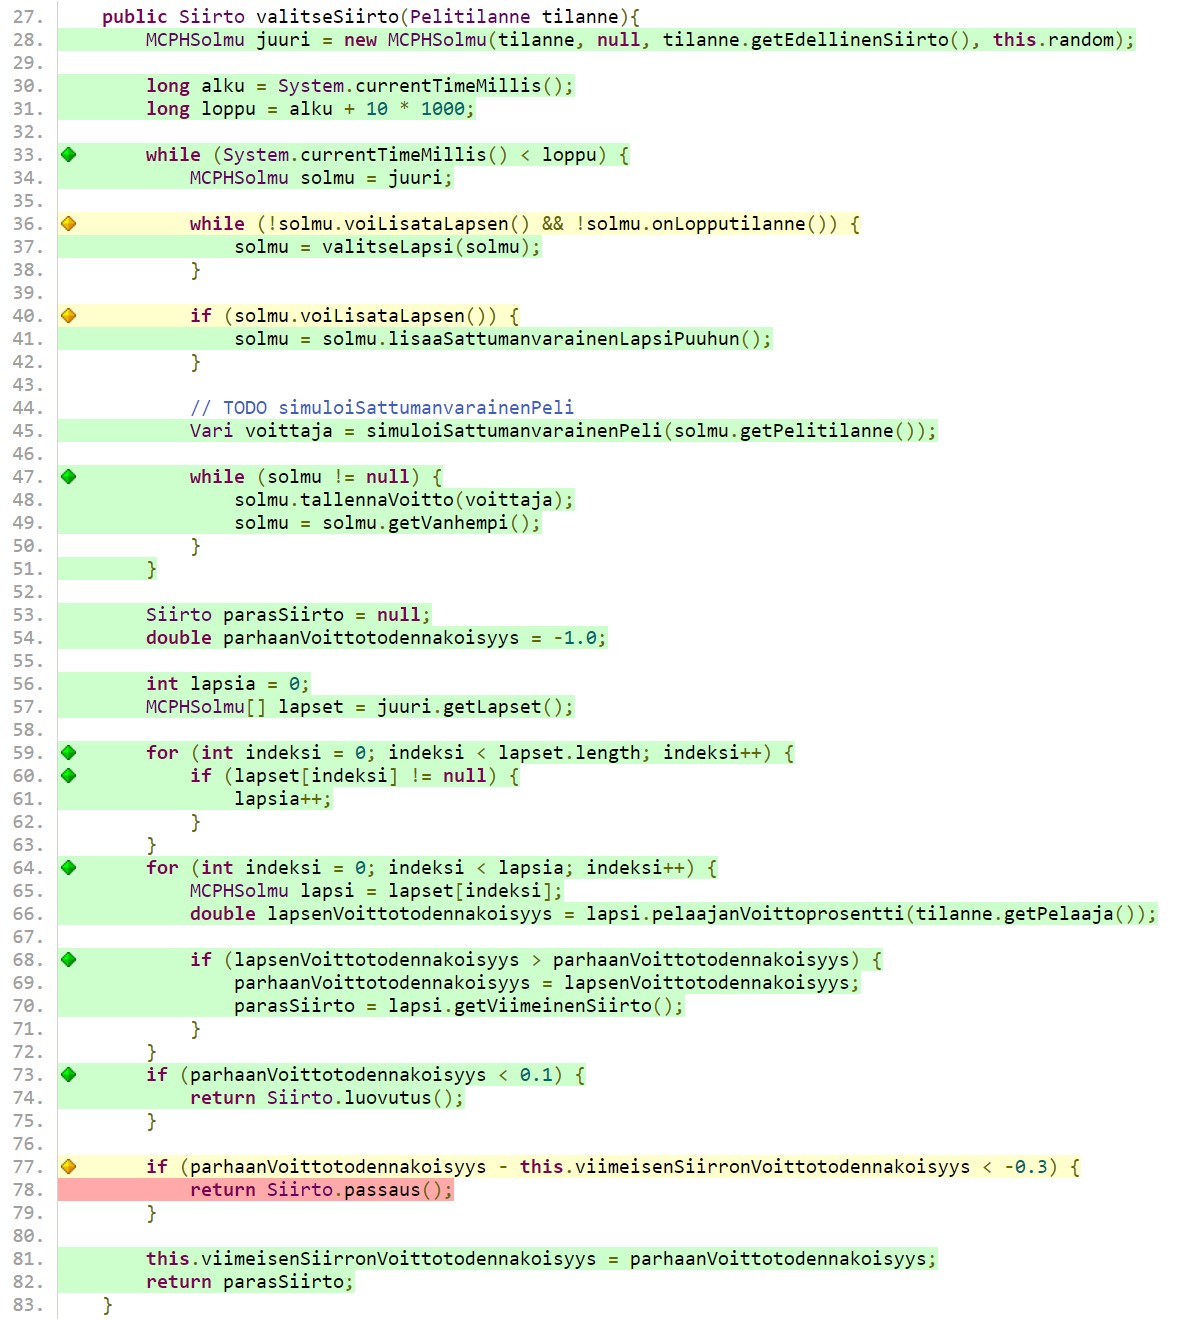 27.     public Siirto valitseSiirto(Pelitilanne tilanne){
28.         MCPHSolmu juuri = new MCPHSolmu(tilanne, null, tilanne.getEdellinenSiirto(), this.random);
29.
30.         long alku = System.currentTimeMillis();
31.         long loppu = alku + 10 * 1000;
32.
33.         while (System.currentTimeMillis() < loppu) {
34.             MCPHSolmu solmu = juuri;
35.
36.             while (!solmu.voiLisataLapsen() && !solmu.onLopputilanne()) {
37.                 solmu = valitseLapsi(solmu);
38.             }
39.
40.             if (solmu.voiLisataLapsen()) {
41.                 solmu = solmu.lisaaSattumanvarainenLapsiPuuhun();
42.             }
43.
44.             // TODO simuloiSattumanvarainenPeli
45.             Vari voittaja = simuloiSattumanvarainenPeli(solmu.getPelitilanne());
46.
47.             while (solmu != null) {
48.                 solmu.tallennaVoitto(voittaja);
49.                 solmu = solmu.getVanhempi();
50.             }
51.         }
52.
53.         Siirto parasSiirto = null;
54.         double parhaanVoittotodennakoisyys = -1.0;
55.
56.         int lapsia = 0;
57.         MCPHSolmu[] lapset = juuri.getLapset();
58.
59.         for (int indeksi = 0; indeksi < lapset.length; indeksi++) {
60.             if (lapset[indeksi] != null) {
61.                 lapsia++;
62.             }
63.         }
64.         for (int indeksi = 0; indeksi < lapsia; indeksi++) {
65.             MCPHSolmu lapsi = lapset[indeksi];
66.             double lapsenVoittotodennakoisyys = lapsi.pelaajanVoittoprosentti(tilanne.getPelaaja());
67.
68.             if (lapsenVoittotodennakoisyys > parhaanVoittotodennakoisyys) {
69.                 parhaanVoittotodennakoisyys = lapsenVoittotodennakoisyys;
70.                 parasSiirto = lapsi.getViimeinenSiirto();
71.             }
72.         }
73.         if (parhaanVoittotodennakoisyys < 0.1) {
74.             return Siirto.luovutus();
75.         }
76.
77.         if (parhaanVoittotodennakoisyys - this.viimeisenSiirronVoittotodennakoisyys < -0.3) {
78.             return Siirto.passaus();
79.         }
80.
81.         this.viimeisenSiirronVoittotodennakoisyys = parhaanVoittotodennakoisyys;
82.         return parasSiirto;
83.     }